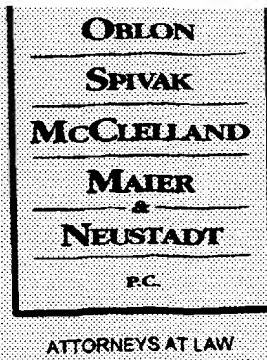 OBLON
SPIVAK
MCCLELLAND
MAIER
&
NEUSTADT
P.C.
ATTORNEYS AT LAW